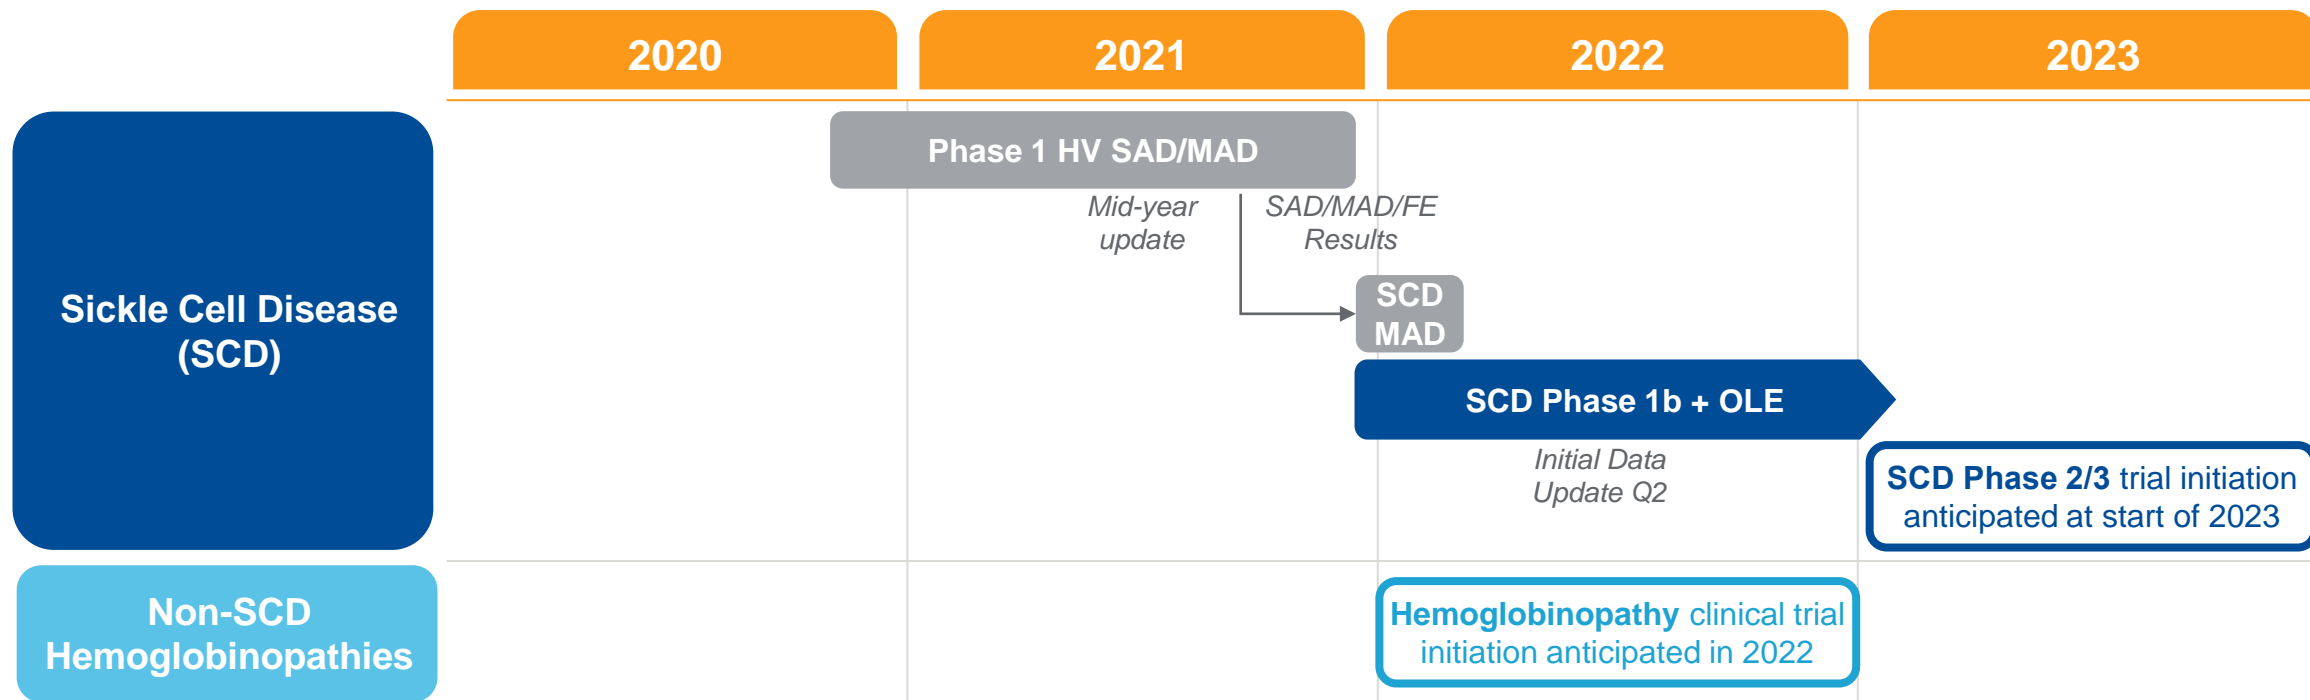 2020
2021
2022
2023
Sickle Cell Disease
(SCD)
Phase 1 HV SAD/MAD
Mid-year
update
SAD/MAD/FE
Results
SCD
MAD
SCD Phase 1b + OLE
Initial Data
Update Q2
SCD Phase 2/3 trial initiation
anticipated at start of 2023
Non-SCD
Hemoglobinopathies
Hemoglobinopathy clinical trial
initiation anticipated in 2022